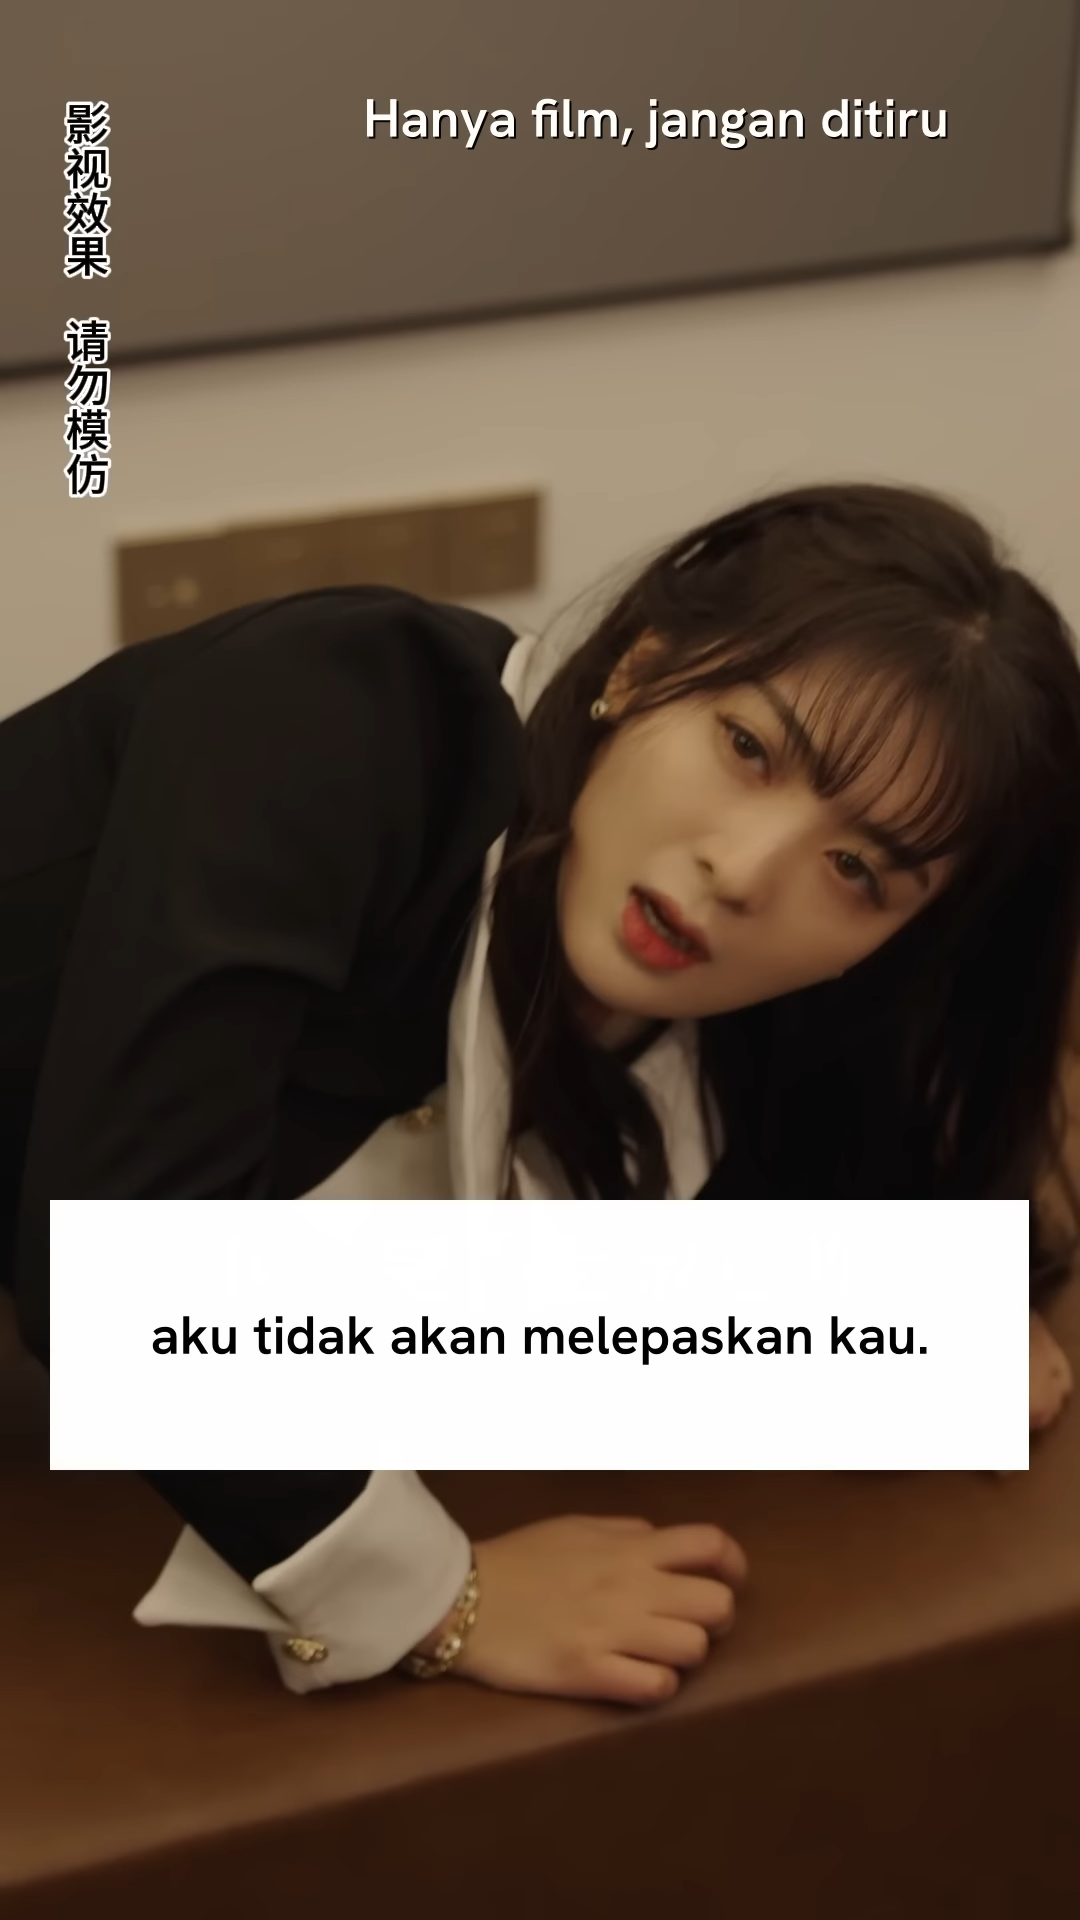 影视效果 请勿模仿
Hanya film, jangan ditiru
aku tidak akan melepaskan kau.